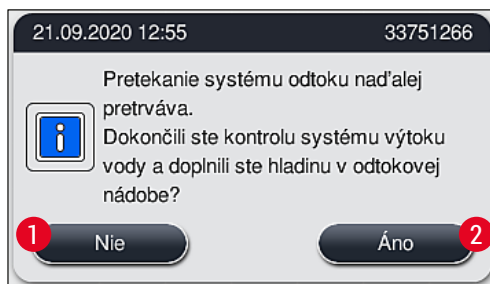 21.09.2020 12:55 33751266
Pretekanie systému odtoku naďalej
pretrváva.
Dokončili ste kontrolu systému výtoku
vody a doplnili ste hladinu v odtokovej
nádobe?
1 Nie Áno 2